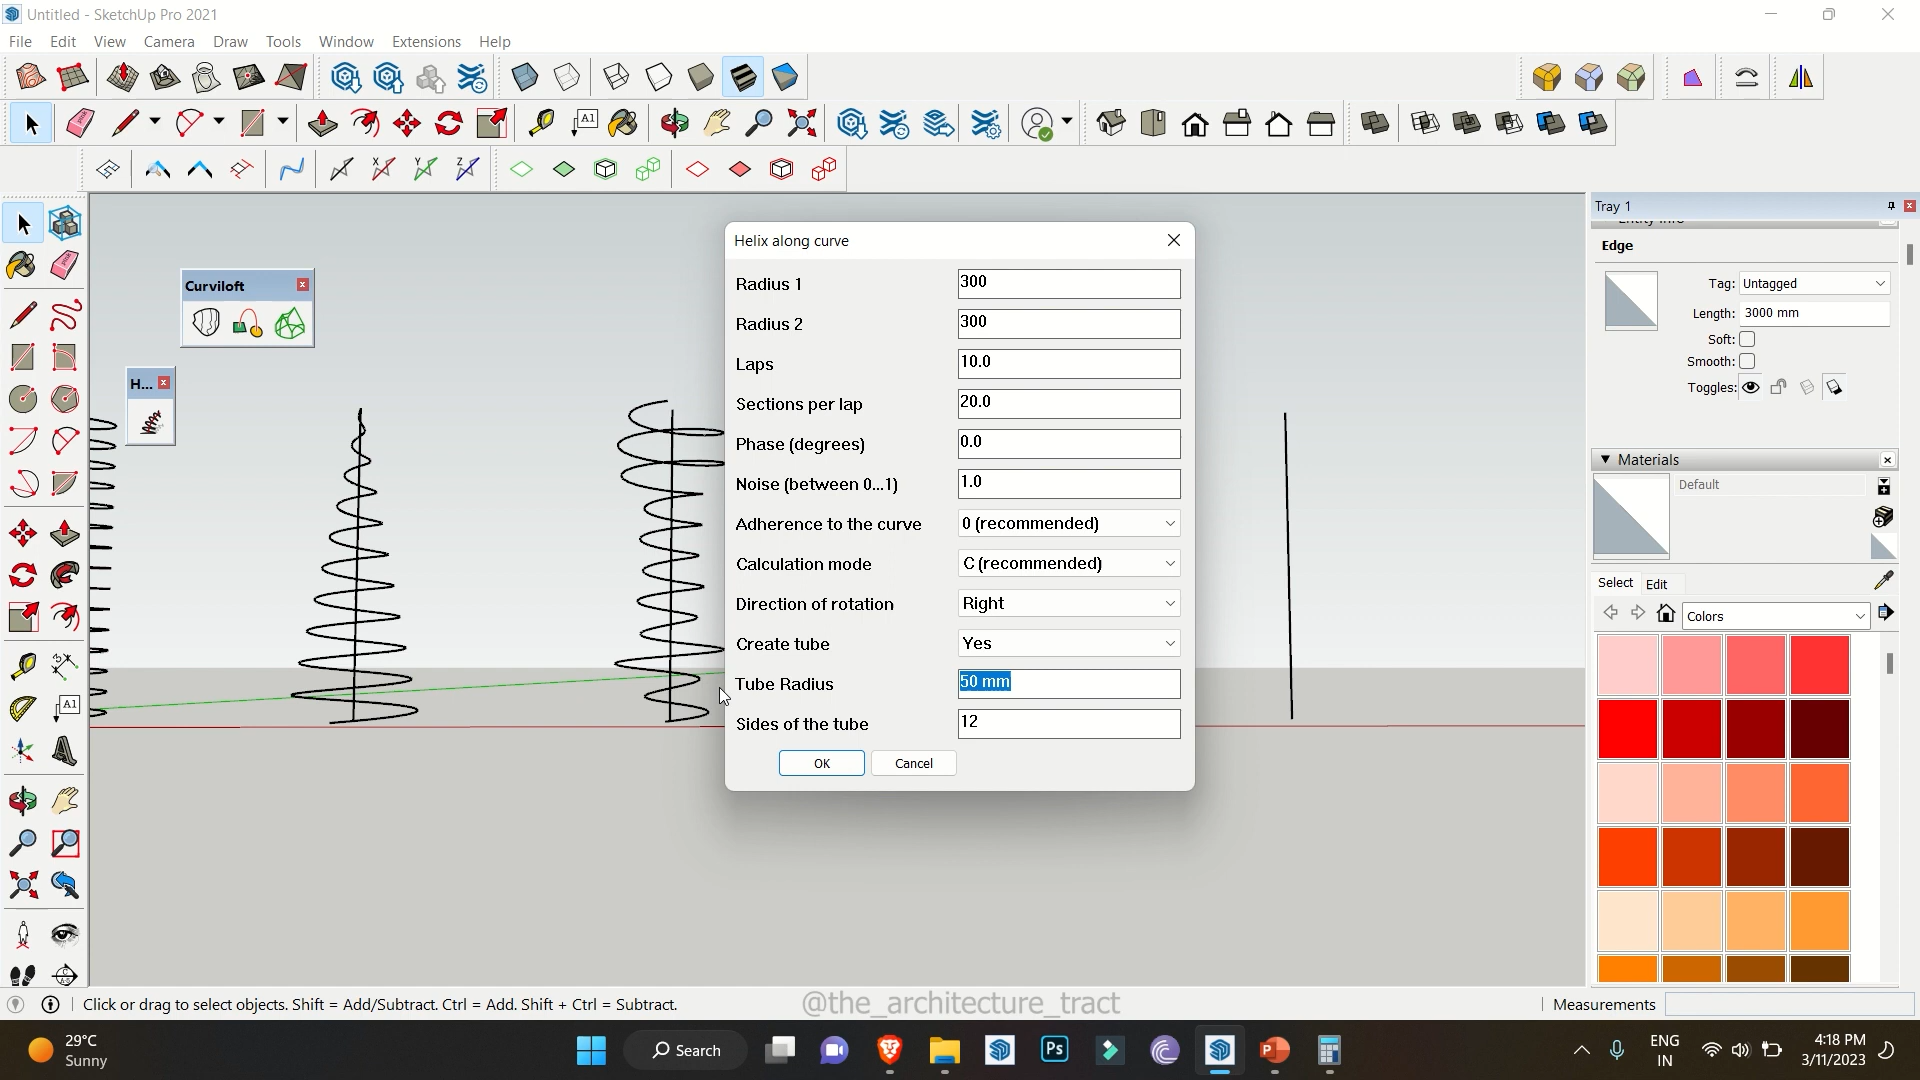 Untitled - SketchUp Pro 2021
File Edit View Camera Draw Tools Window Extensions Help
A1
X Y Z
Tray 1
Entity Info
Edge
Tag: Untagged
Length: 3000 mm
Soft:
Smooth:
Toggles:
Curviloft
H...
Helix along curve
Radius 1 300
Radius 2 300
Laps 10.0
Sections per lap 20.0
Phase (degrees) 0.0
Noise (between 0...1) 1.0
Adherence to the curve 0 (recommended)
Calculation mode C (recommended)
Direction of rotation Right
Create tube Yes
Tube Radius 50 mm
Sides of the tube 12
OK Cancel
Materials
Default
Select Edit
Colors
A1
Click or drag to select objects. Shift = Add/Subtract. Ctrl = Add. Shift + Ctrl = Subtract.
@the_architecture_tract
Measurements
29°C
Sunny
Search
Ps
P
ENG
IN
4:18 PM
3/11/2023